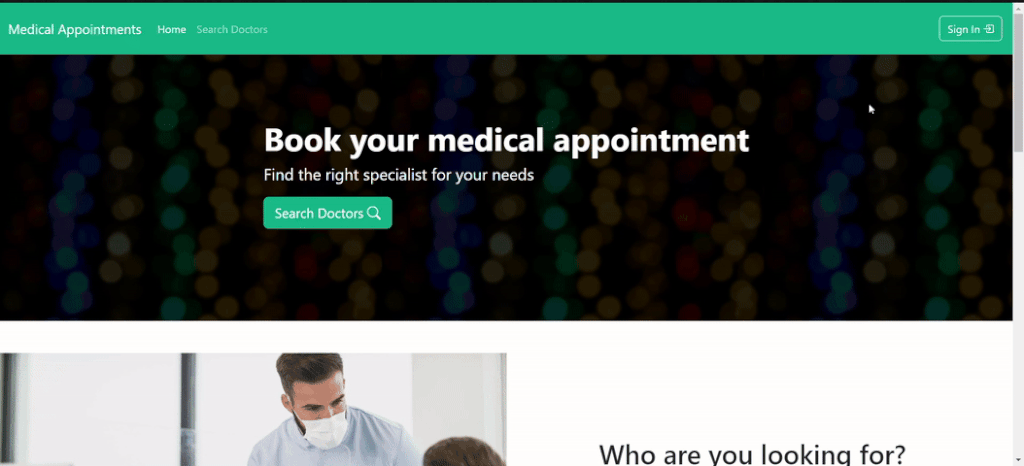 Medical Appointments Home Search Doctors Sign In
Book your medical appointment
Find the right specialist for your needs
Search Doctors
Who are you looking for?